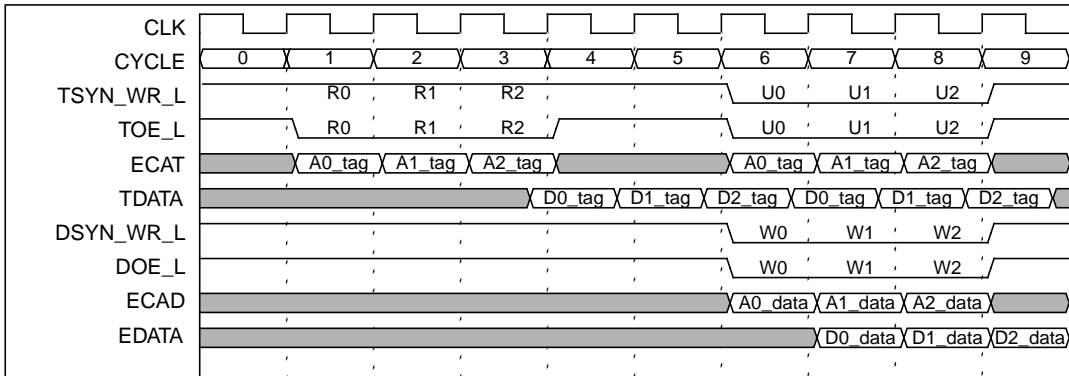 CLK
CYCLE 0 1 2 3 4 5 6 7 8 9
TSYN_WR_L R0 R1 R2 U0 U1 U2
TOE_L R0 R1 R2 U0 U1 U2
ECAT A0_tag A1_tag A2_tag A0_tag A1_tag A2_tag
TDATA D0_tag D1_tag D2_tag D0_tag D1_tag D2_tag
DSYN_WR_L W0 W1 W2
DOE_L W0 W1 W2
ECAD A0_data A1_data A2_data
EDATA D0_data D1_data D2_data